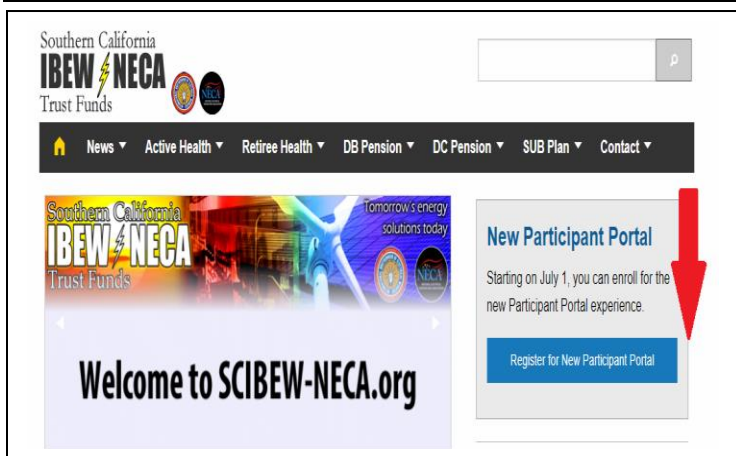 Southern California
IBEW NECA
Trust Funds
News Active Health Retiree Health DB Pension DC Pension SUB Plan Contact
Southern California
IBEW NECA
Trust Funds
Tomorrow's energy
solutions today
NECA
Welcome to SCIBEW-NECA.org
New Participant Portal
Starting on July 1, you can enroll for the
new Participant Portal experience.
Register for New Participant Portal